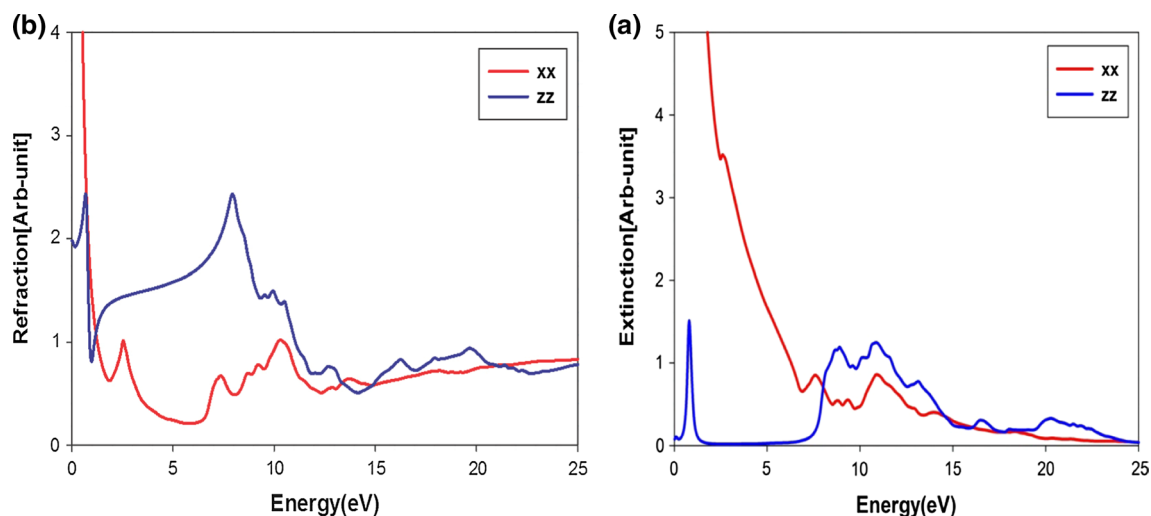 (b)
4
3
2
1
0
Refraction[Arb-unit]
xx
zz
0 5 10 15 20 25
Energy(eV)
(a)
5
4
3
2
1
0
Extinction[Arb-unit]
xx
zz
0 5 10 15 20 25
Energy(eV)